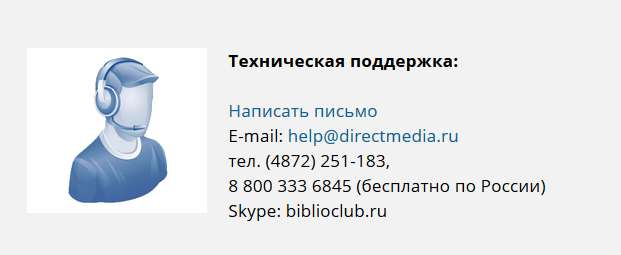 Техническая поддержка:
Написать письмо
E-mail: help@directmedia.ru
тел. (4872) 251-183,
8 800 333 6845 (бесплатно по России)
Skype: biblioclub.ru